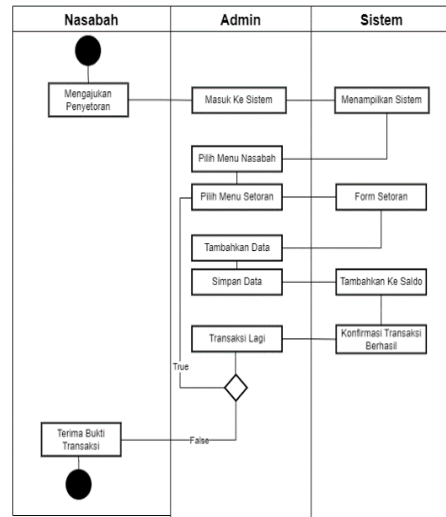 Nasabah Admin Sistem
Mengajukan
Penyetoran
Masuk Ke Sistem
Menampilkan Sistem
Pilih Menu Nasabah
Pilih Menu Setoran
Form Setoran
Tambahkan Data
Simpan Data
Tambahkan Ke Saldo
Transaksi Lagi
Konfirmasi Transaksi
Berhasil
True
Terima Bukti
Transaksi
False